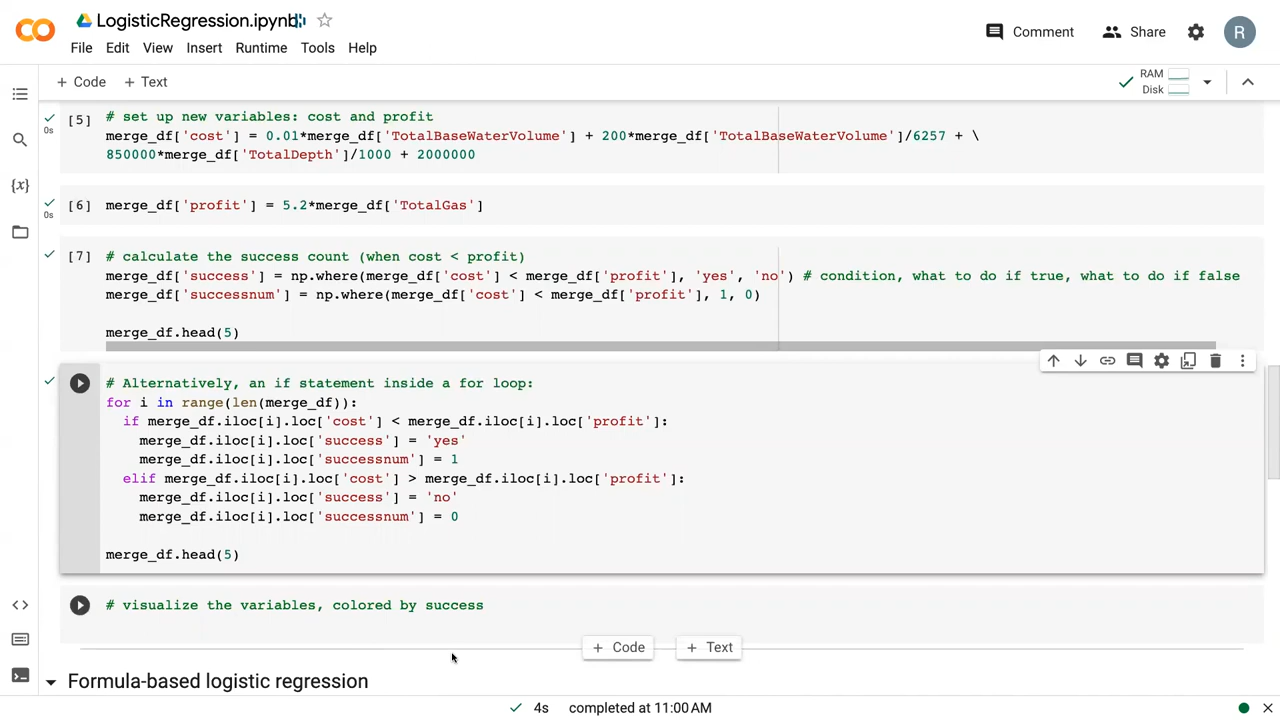 LogisticRegression.ipynb
File Edit View Insert Runtime Tools Help
Comment Share R
+ Code + Text
RAM
Disk
[5] # set up new variables: cost and profit
0s merge_df['cost'] = 0.01*merge_df['TotalBaseWaterVolume'] + 200*merge_df['TotalBaseWaterVolume']/6257 + \
850000*merge_df['TotalDepth']/1000 + 2000000
[6] merge_df['profit'] = 5.2*merge_df['TotalGas']
0s
[7] # calculate the success count (when cost < profit)
merge_df['success'] = np.where(merge_df['cost'] < merge_df['profit'], 'yes', 'no') # condition, what to do if true, what to do if false
merge_df['successnum'] = np.where(merge_df['cost'] < merge_df['profit'], 1, 0)
merge_df.head(5)
# Alternatively, an if statement inside a for loop:
for i in range(len(merge_df)):
if merge_df.iloc[i].loc['cost'] < merge_df.iloc[i].loc['profit']:
merge_df.iloc[i].loc['success'] = 'yes'
merge_df.iloc[i].loc['successnum'] = 1
elif merge_df.iloc[i].loc['cost'] > merge_df.iloc[i].loc['profit']:
merge_df.iloc[i].loc['success'] = 'no'
merge_df.iloc[i].loc['successnum'] = 0
merge_df.head(5)
# visualize the variables, colored by success
+ Code + Text
Formula-based logistic regression
4s completed at 11:00 AM